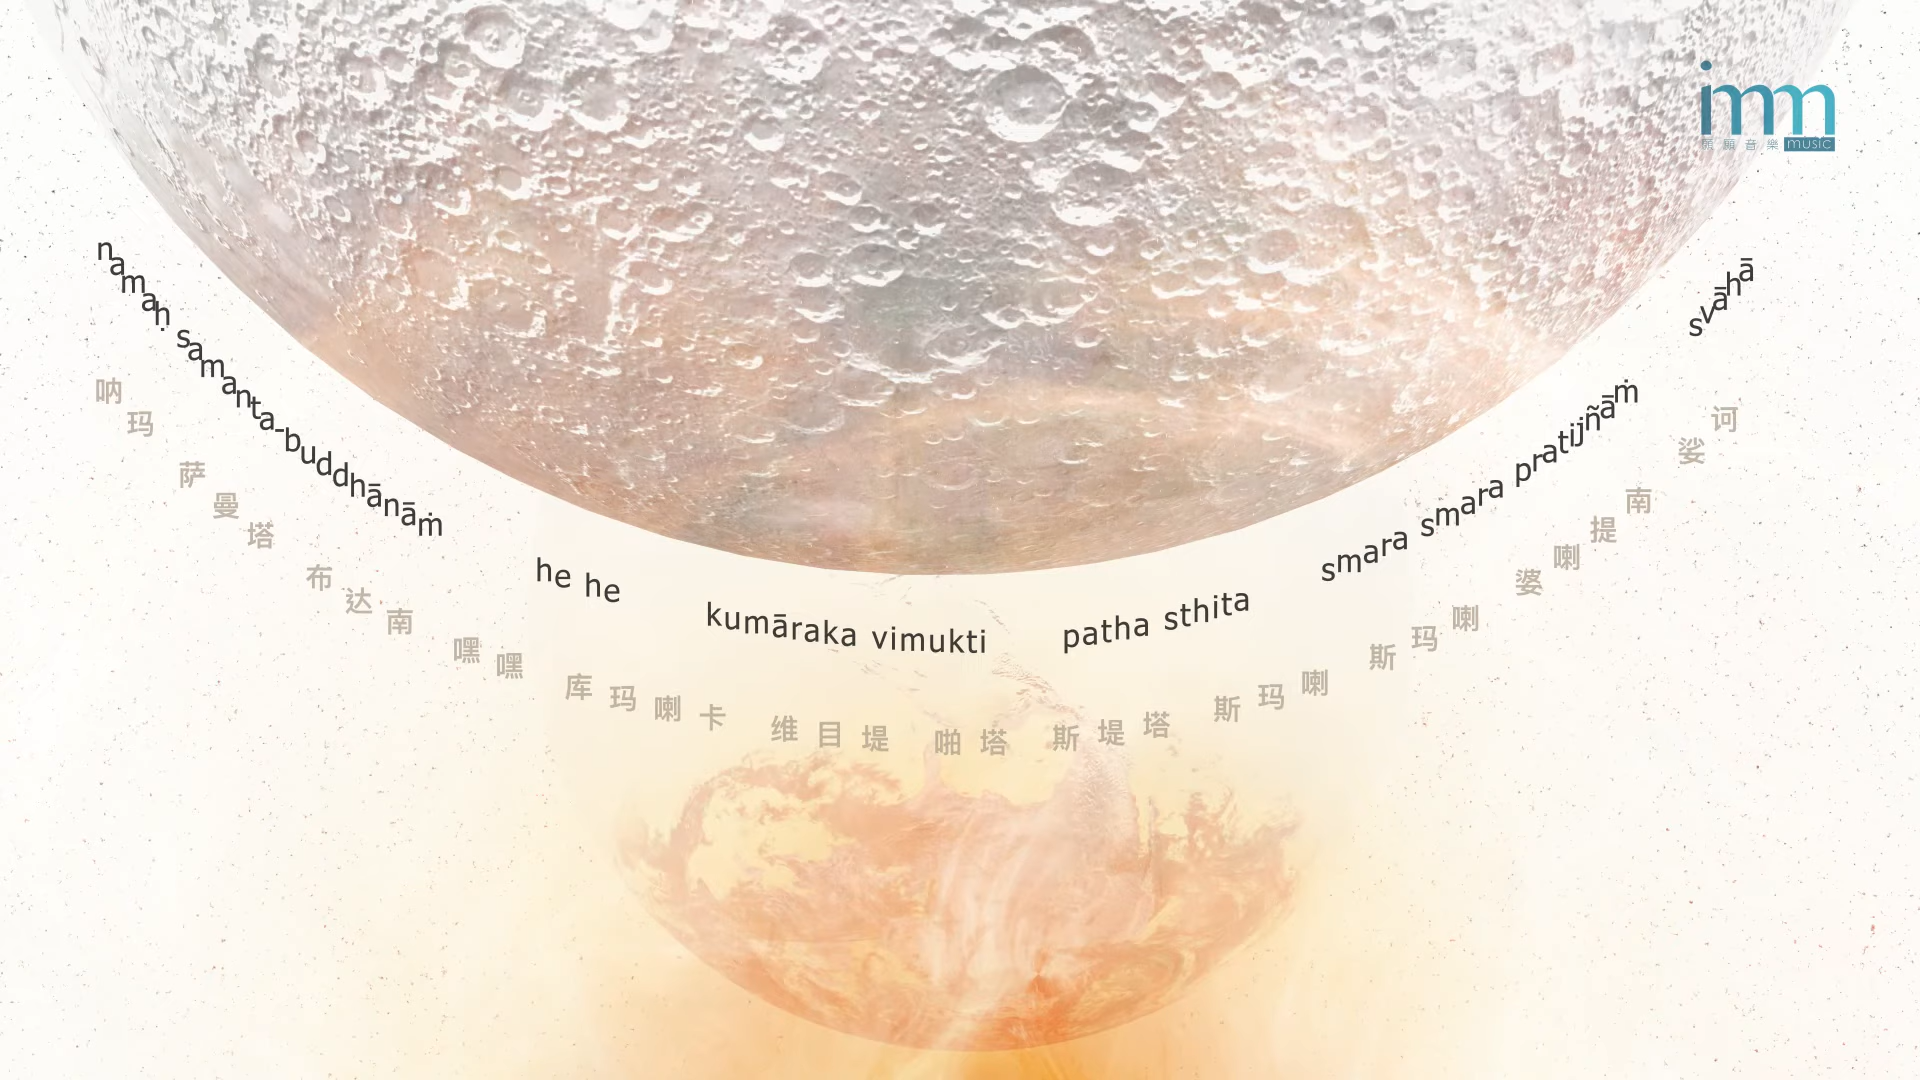 imm
music
namaḥ samanta-buddhānāṁ he he kumāraka vimukti patha sthita smara smara pratijñāṁ svāhā
呐玛 萨曼塔 布达南 嘿嘿 库玛喇卡 维目堤 啪塔 斯堤塔 斯玛喇 斯玛喇 婆喇提南 娑诃